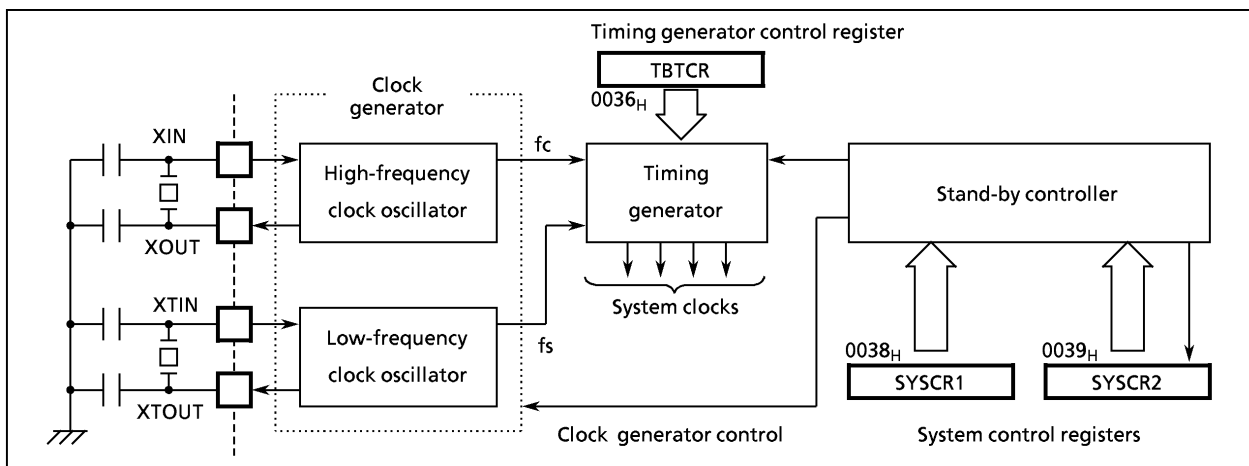 Timing generator control register
TBTCR
0036H
Clock
generator
XIN
High-frequency
clock oscillator
fc
Timing
generator
Stand-by controller
XOUT
System clocks
XTIN
Low-frequency
clock oscillator
fs
0038H
SYSCR1
0039H
SYSCR2
XTOUT
Clock generator control
System control registers